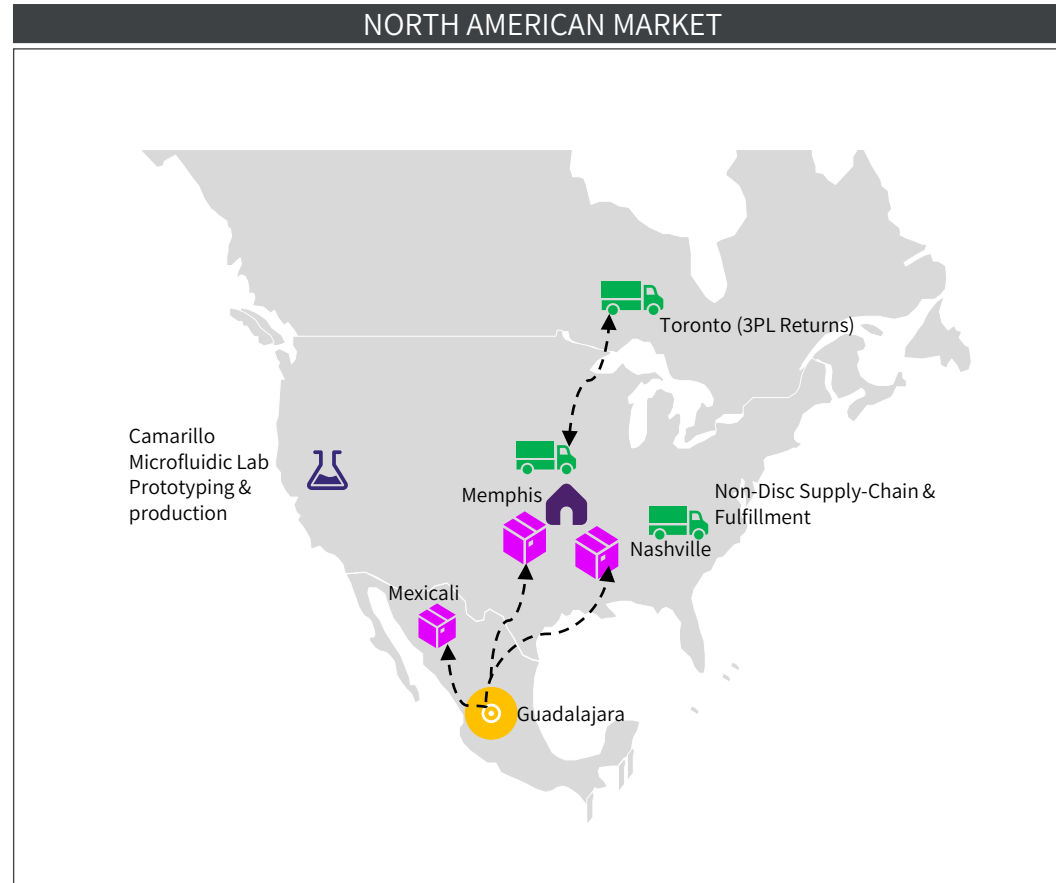 NORTH AMERICAN MARKET
Toronto (3PL Returns)
Camarillo
Microfluidic Lab
Prototyping &
production
Memphis
Non-Disc Supply-Chain &
Fulfillment
Nashville
Mexicali
Guadalajara